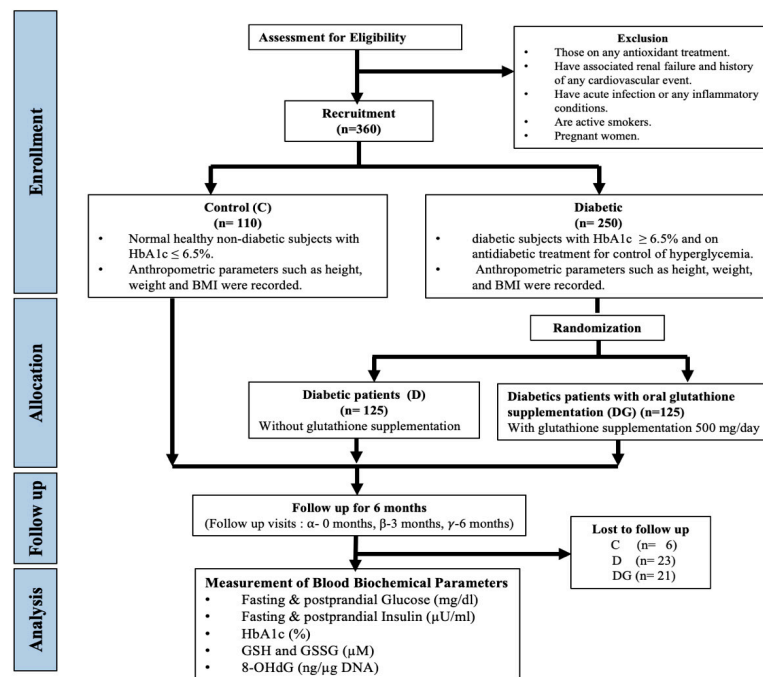 Enrollment
Assessment for Eligibility
Exclusion
• Those on any antioxidant treatment.
• Have associated renal failure and history
of any cardiovascular event.
• Have acute infection or any inflammatory
conditions.
• Are active smokers.
• Pregnant women.
Recruitment
(n=360)
Control (C)
(n= 110)
• Normal healthy non-diabetic subjects with
HbA1c ≤ 6.5%.
• Anthropometric parameters such as height,
weight and BMI were recorded.
Diabetic
(n= 250)
• diabetic subjects with HbA1c ≥ 6.5% and on
antidiabetic treatment for control of hyperglycemia.
• Anthropometric parameters such as height, weight,
and BMI were recorded.
Allocation
Randomization
Diabetic patients (D)
(n= 125)
Without glutathione supplementation
Diabetics patients with oral glutathione
supplementation (DG) (n=125)
With glutathione supplementation 500 mg/day
Follow up
Follow up for 6 months
(Follow up visits : α- 0 months, β-3 months, γ-6 months)
Lost to follow up
C (n= 6)
D (n= 23)
DG (n= 21)
Analysis
Measurement of Blood Biochemical Parameters
• Fasting & postprandial Glucose (mg/dl)
• Fasting & postprandial Insulin (µU/ml)
• HbA1c (%)
• GSH and GSSG (µM)
• 8-OHdG (ng/µg DNA)